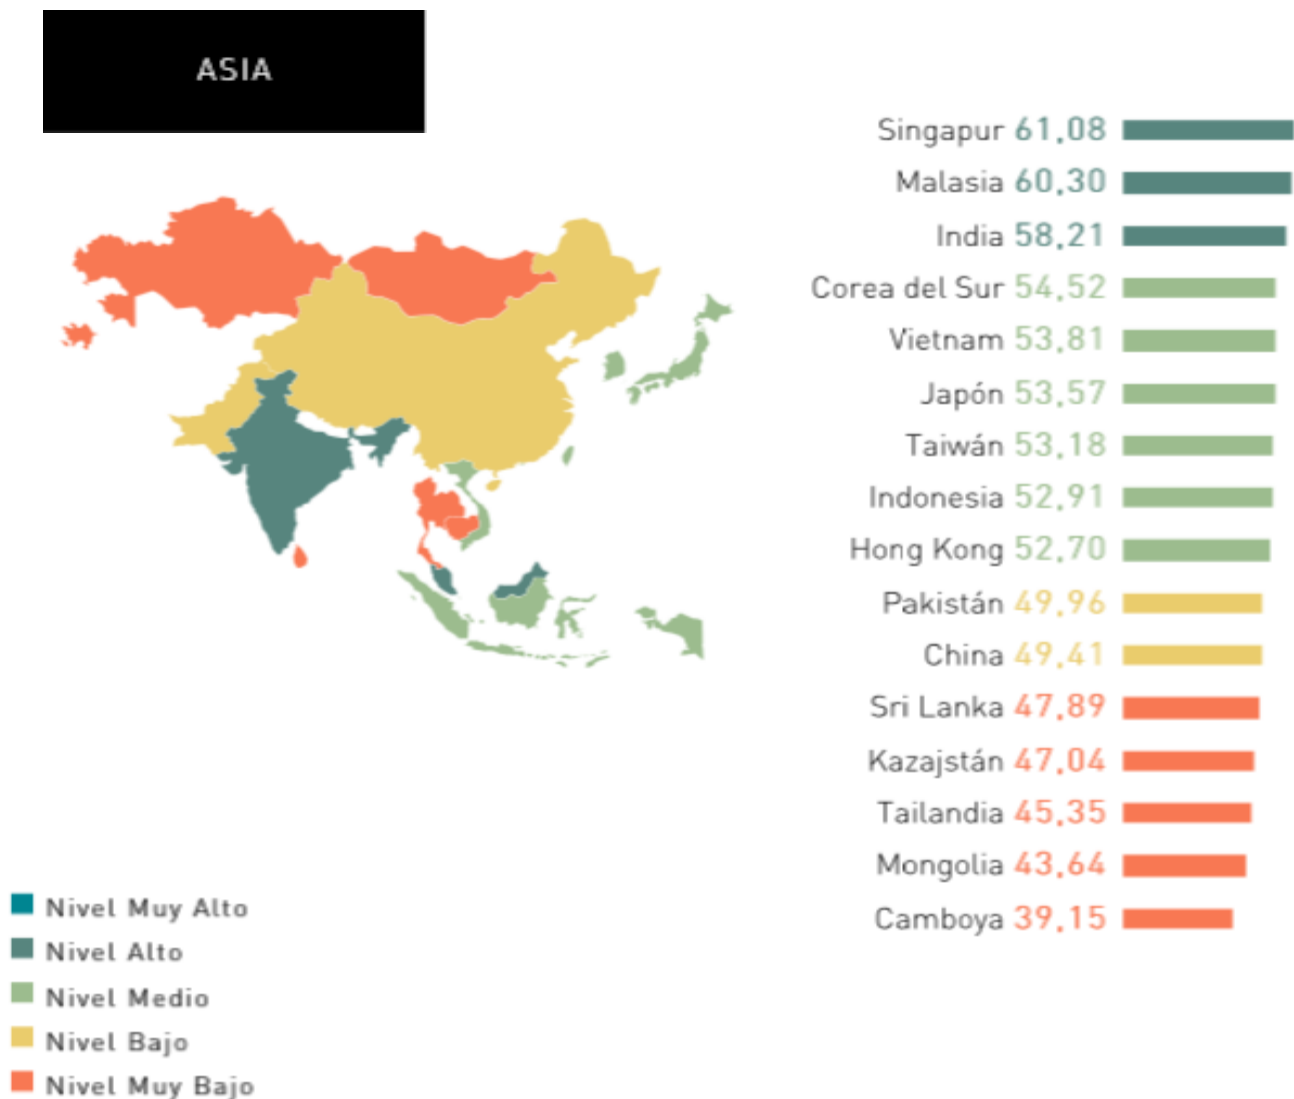 ASIA
Singapur 61,08
Malasia 60,30
India 58,21
Corea del Sur 54,52
Vietnam 53,81
Japón 53,57
Taiwán 53,18
Indonesia 52,91
Hong Kong 52,70
Pakistán 49,96
China 49,41
Sri Lanka 47,89
Kazajstán 47,04
Tailandia 45,35
Mongolia 43,64
Camboya 39,15
Nivel Muy Alto
Nivel Alto
Nivel Medio
Nivel Bajo
Nivel Muy Bajo